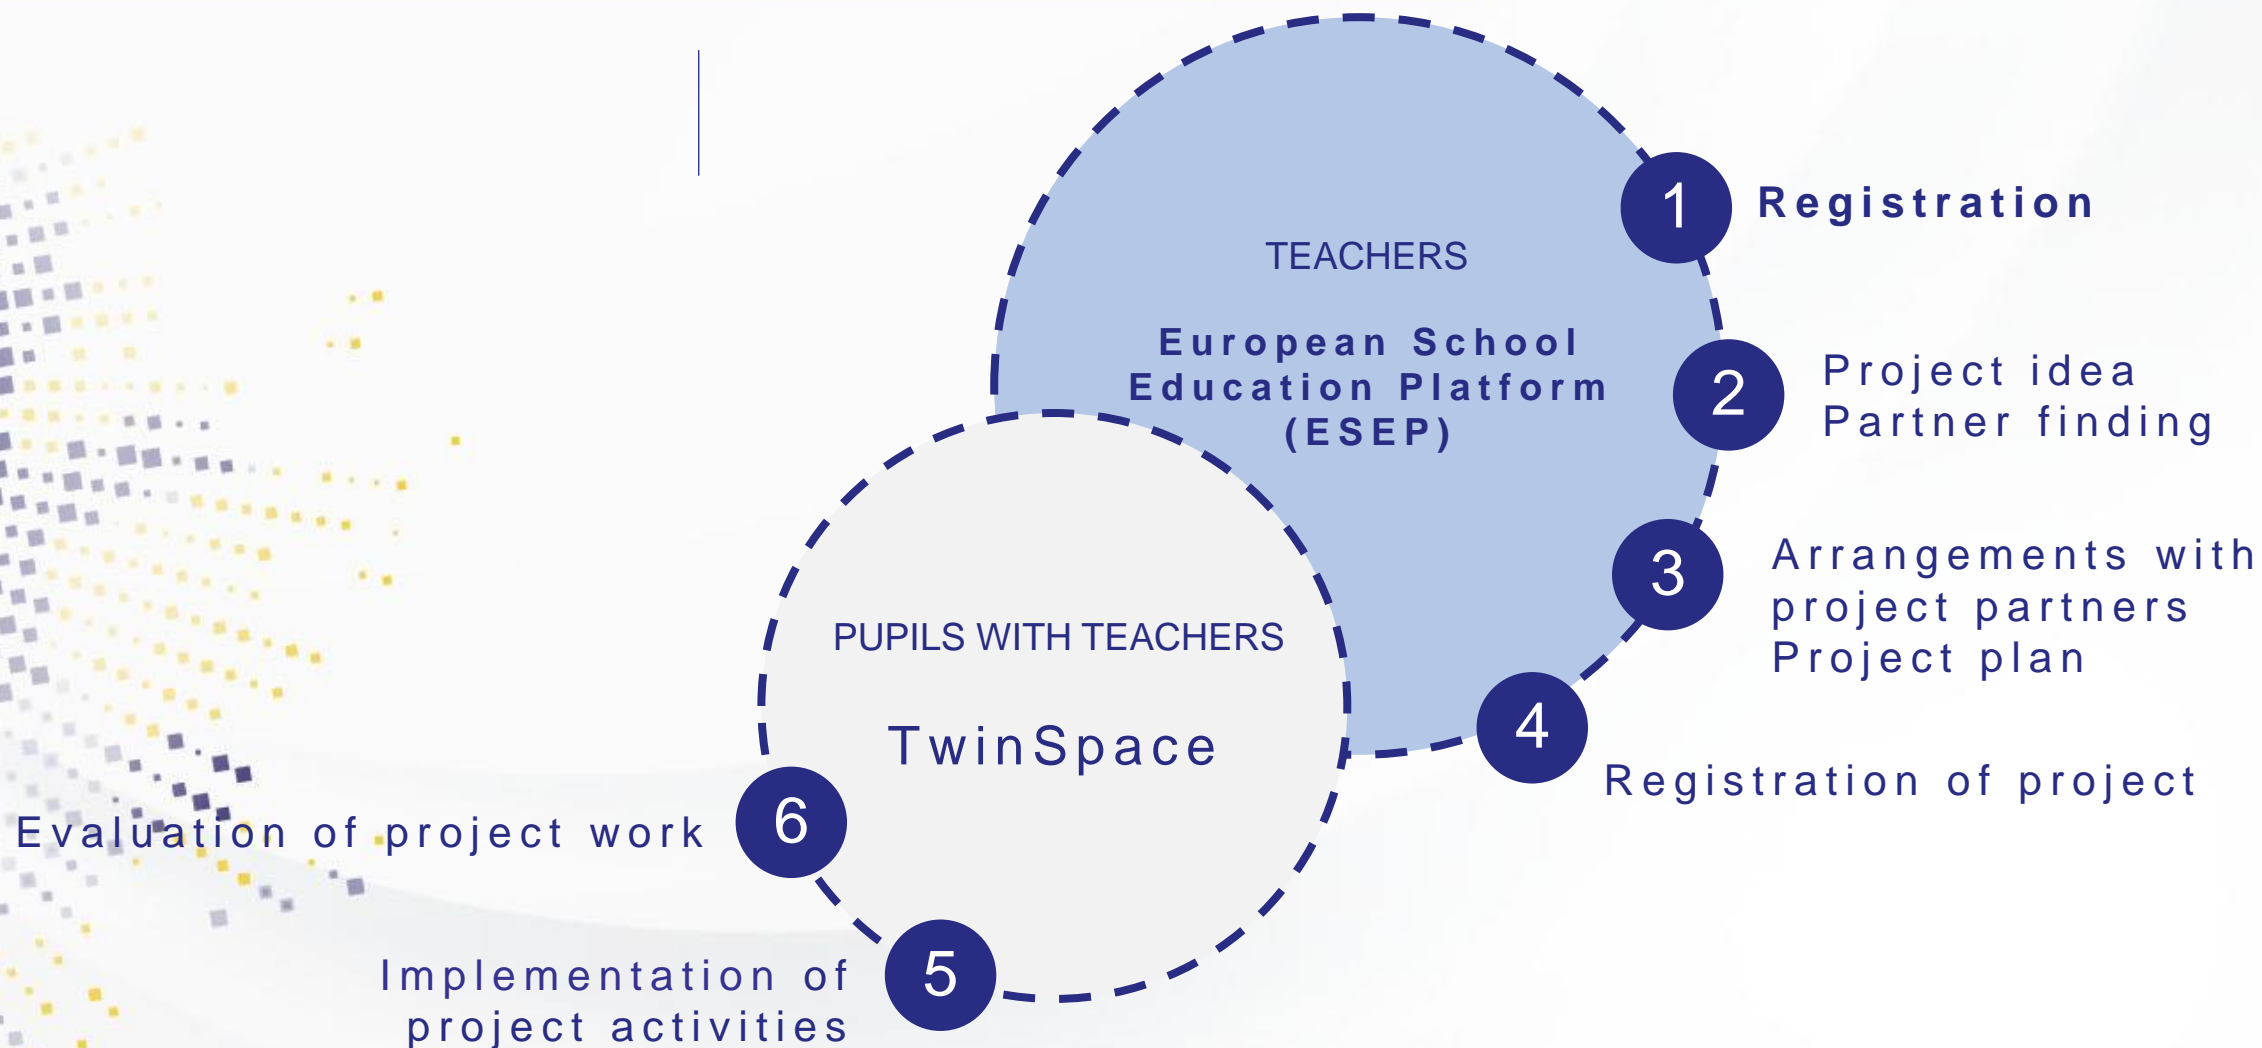 TEACHERS
European School
Education Platform
(ESEP)
1
Registration
2
Project idea
Partner finding
3
Arrangements with
project partners
Project plan
4
Registration of project
PUPILS WITH TEACHERS
TwinSpace
5
Implementation of
project activities
6
Evaluation of project work